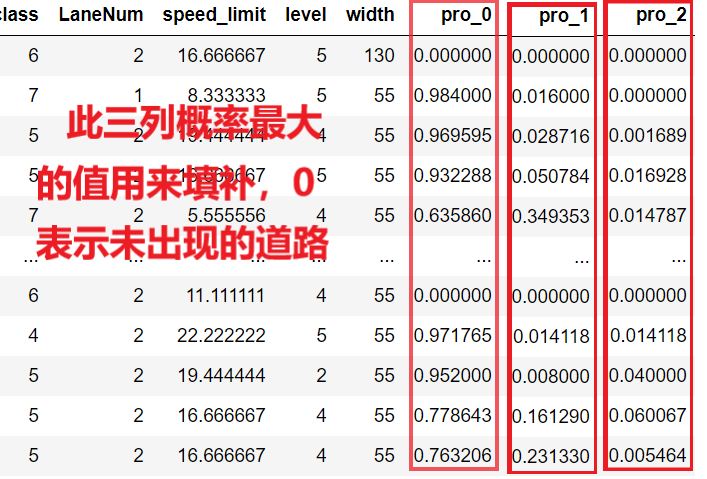 class LaneNum speed_limit level width pro_0 pro_1 pro_2
6 2 16.666667 5 130 0.000000 0.000000 0.000000
7 1 8.333333 5 55 0.984000 0.016000 0.000000
此三列概率最大
5 2 19.444444 4 55 0.969595 0.028716 0.001689
的值用来填补，0
5 5 55 0.932288 0.050784 0.016928
7 2 5.555556 4 55 0.635860 0.349353 0.014787
表示未出现的道路
... ... ... ... ... ... ... ...
6 2 11.111111 4 55 0.000000 0.000000 0.000000
4 2 22.222222 5 55 0.971765 0.014118 0.014118
5 2 19.444444 2 55 0.952000 0.008000 0.040000
5 2 16.666667 4 55 0.778643 0.161290 0.060067
5 2 16.666667 4 55 0.763206 0.231330 0.005464